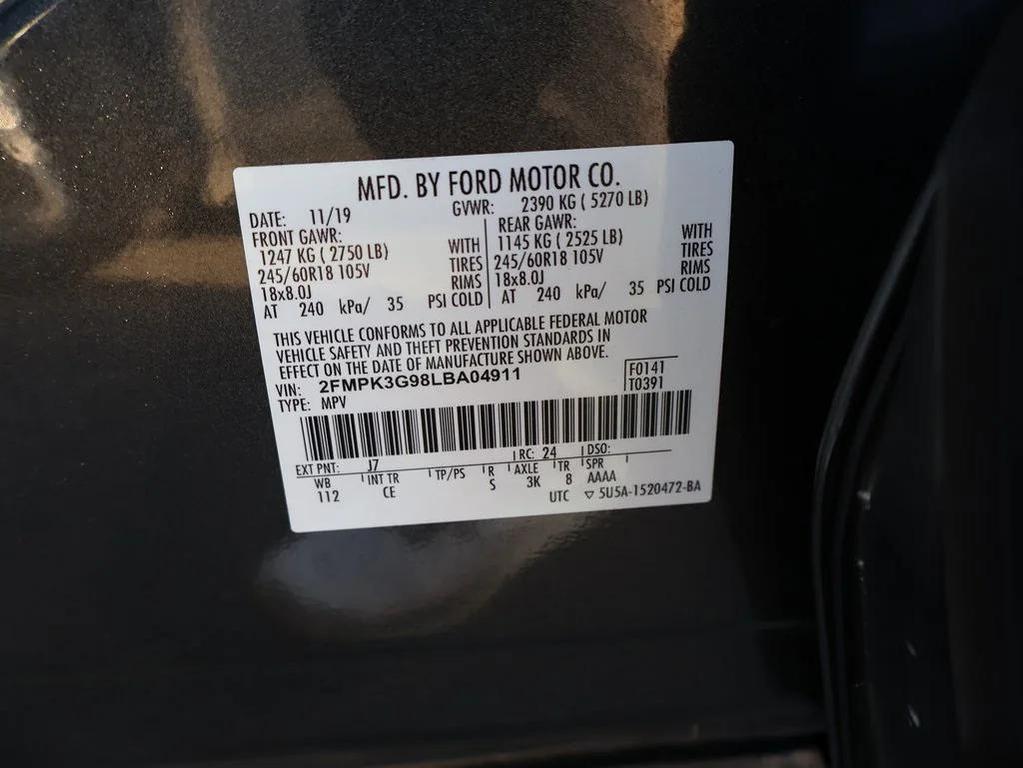 MFD. BY FORD MOTOR CO.
DATE: 11/19 GVWR: 2390 KG ( 5270 LB)
FRONT GAWR: REAR GAWR:
1247 KG ( 2750 LB) WITH 1145 KG ( 2525 LB) WITH
245/60R18 105V TIRES 245/60R18 105V TIRES
18x8.0J RIMS 18x8.0J RIMS
AT 240 kPa/ 35 PSI COLD AT 240 kPa/ 35 PSI COLD
THIS VEHICLE CONFORMS TO ALL APPLICABLE FEDERAL MOTOR
VEHICLE SAFETY AND THEFT PREVENTION STANDARDS IN
EFFECT ON THE DATE OF MANUFACTURE SHOWN ABOVE.
VIN: 2FMPK3G98LBA04911 F0141
TYPE: MPV T0391
EXT PNT: J7 RC: 24 DSO:
WB INT TR TP/PS R AXLE TR SPR
112 CE S 3K 8 AAAA
UTC ▽ 5U5A-1520472-BA